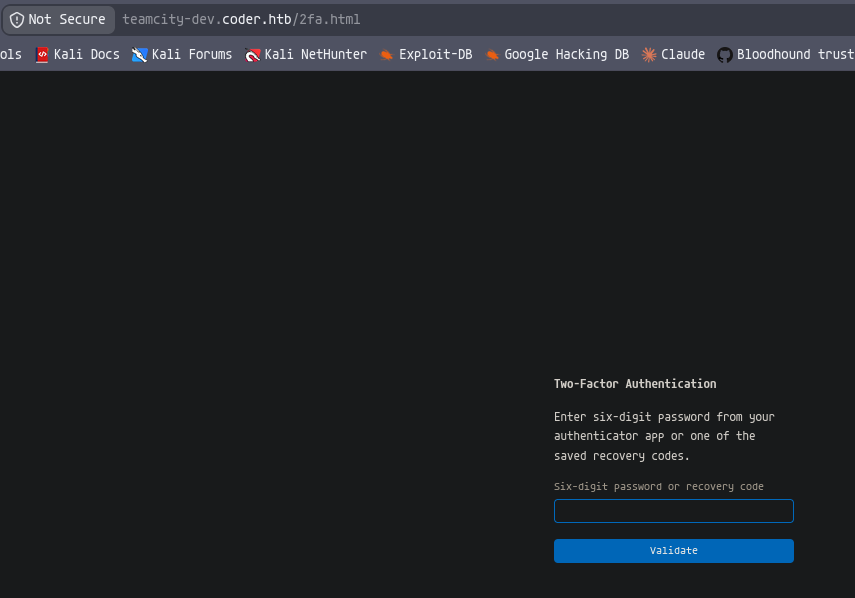 Not Secure teamcity-dev.coder.htb/2fa.html
ols Kali Docs Kali Forums Kali NetHunter Exploit-DB Google Hacking DB Claude Bloodhound trust
Two-Factor Authentication
Enter six-digit password from your
authenticator app or one of the
saved recovery codes.
Six-digit password or recovery code
Validate